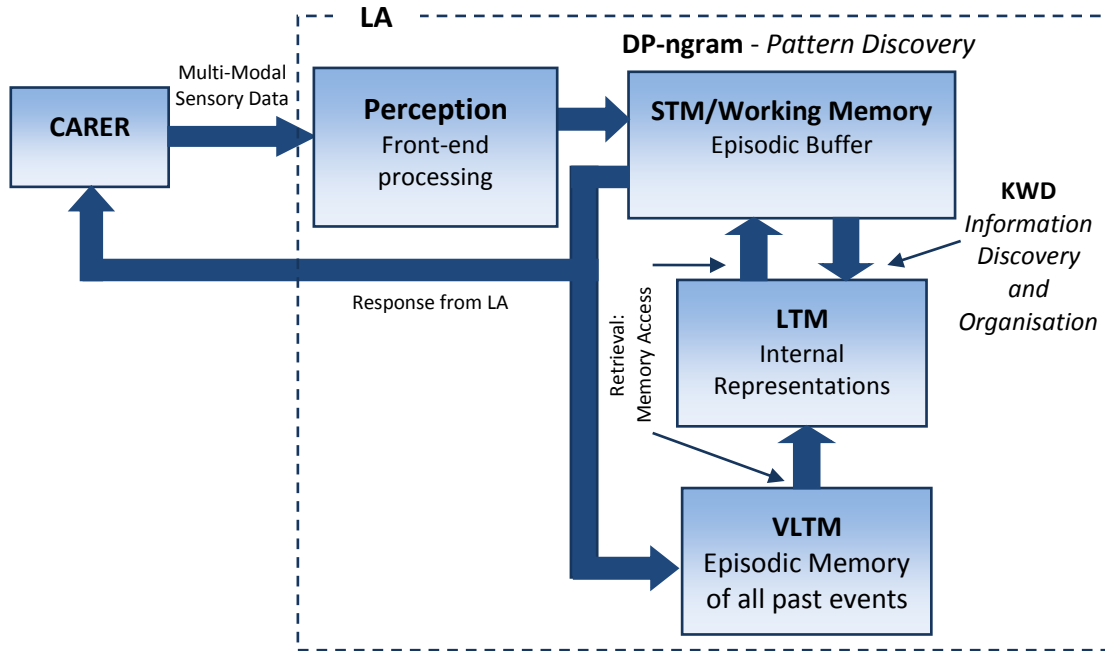 LA
DP-ngram - Pattern Discovery
Multi-Modal
Sensory Data
CARER
Perception
Front-end
processing
STM/Working Memory
Episodic Buffer
KWD
Information
Discovery
and
Organisation
Response from LA
Retrieval:
Memory Access
LTM
Internal
Representations
VLTM
Episodic Memory
of all past events